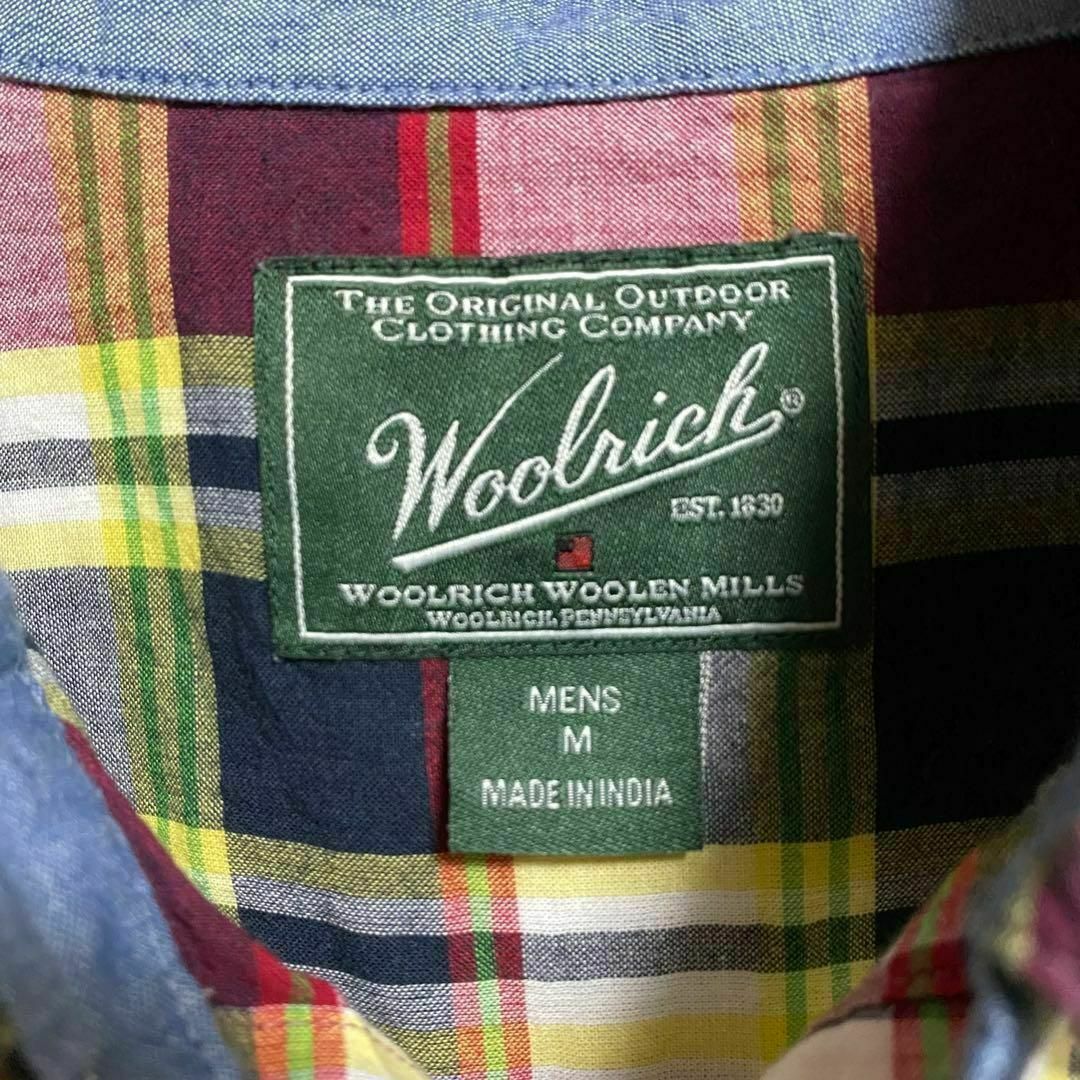 THE ORIGINAL OUTDOOR
CLOTHING COMPANY
Woolrich®
EST. 1830
WOOLRICH WOOLEN MILLS
WOOLRICH, PENNSYLVANIA
MENS
M
MADE IN INDIA